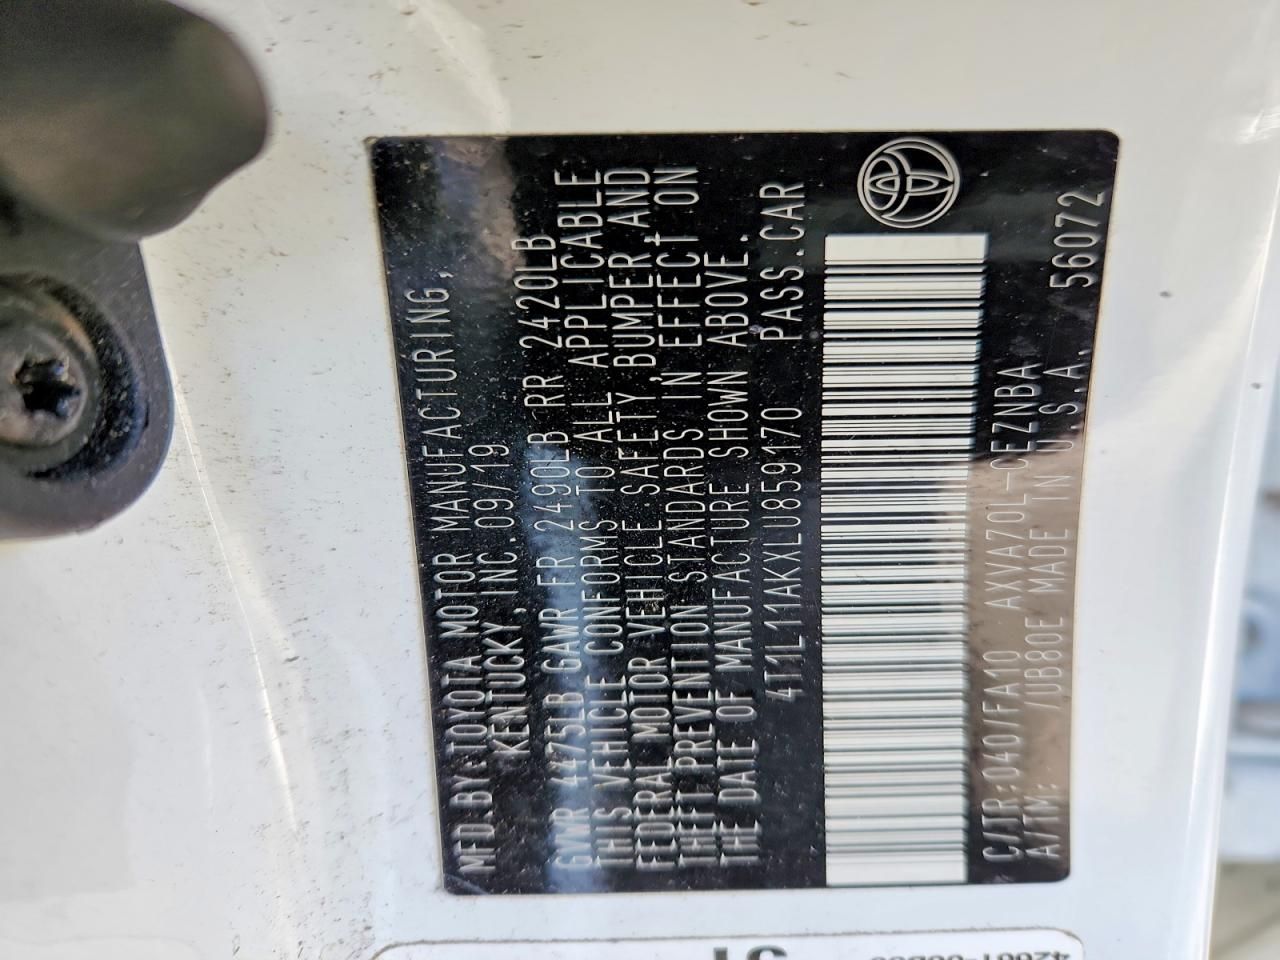 MFD.BY:TOYOTA MOTOR MANUFACTURING,
KENTUCKY, INC. 09/19
GVWR 4475LB GAWR FR 2490LB RR 2420LB
THIS VEHICLE CONFORMS TO ALL APPLICABLE
FEDERAL MOTOR VEHICLE SAFETY, BUMPER, AND
THEFT PREVENTION STANDARDS IN EFFECT ON
THE DATE OF MANUFACTURE SHOWN ABOVE.
4T1L11AKXLU859170 PASS.CAR
C/TR:040/FA10 AXVA70L-CEZNBA
A/TM: /UB80E MADE IN U.S.A. 56072